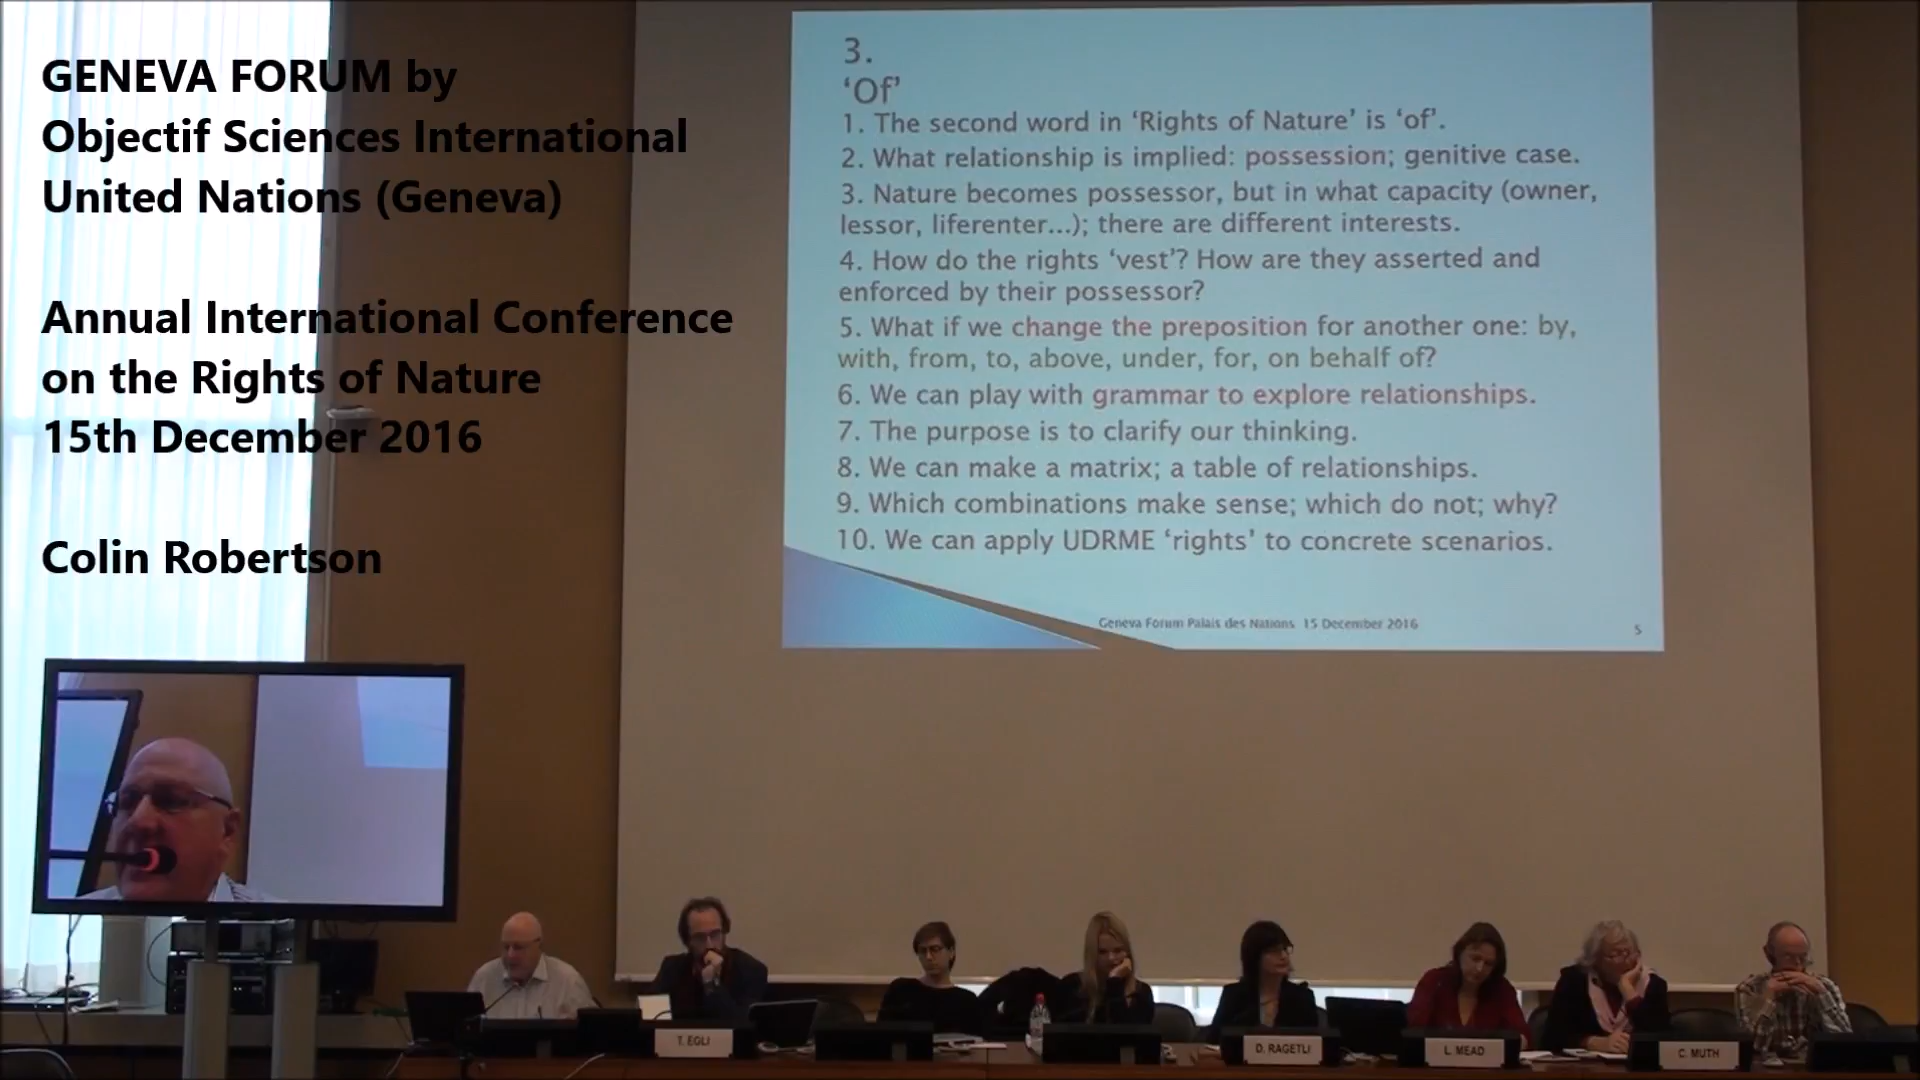 GENEVA FORUM by
Objectif Sciences International
United Nations (Geneva)
Annual International Conference
on the Rights of Nature
15th December 2016
Colin Robertson
3.
‘Of’
1. The second word in ‘Rights of Nature’ is ‘of’.
2. What relationship is implied: possession; genitive case.
3. Nature becomes possessor, but in what capacity (owner,
lessor, liferenter...); there are different interests.
4. How do the rights ‘vest’? How are they asserted and
enforced by their possessor?
5. What if we change the preposition for another one: by,
with, from, to, above, under, for, on behalf of?
6. We can play with grammar to explore relationships.
7. The purpose is to clarify our thinking.
8. We can make a matrix; a table of relationships.
9. Which combinations make sense; which do not; why?
10. We can apply UDRME ‘rights’ to concrete scenarios.
Geneva Forum Palais des Nations 15 December 2016
5
T. EGLI
D. RAGETLI
L. MEAD
C. MUTH